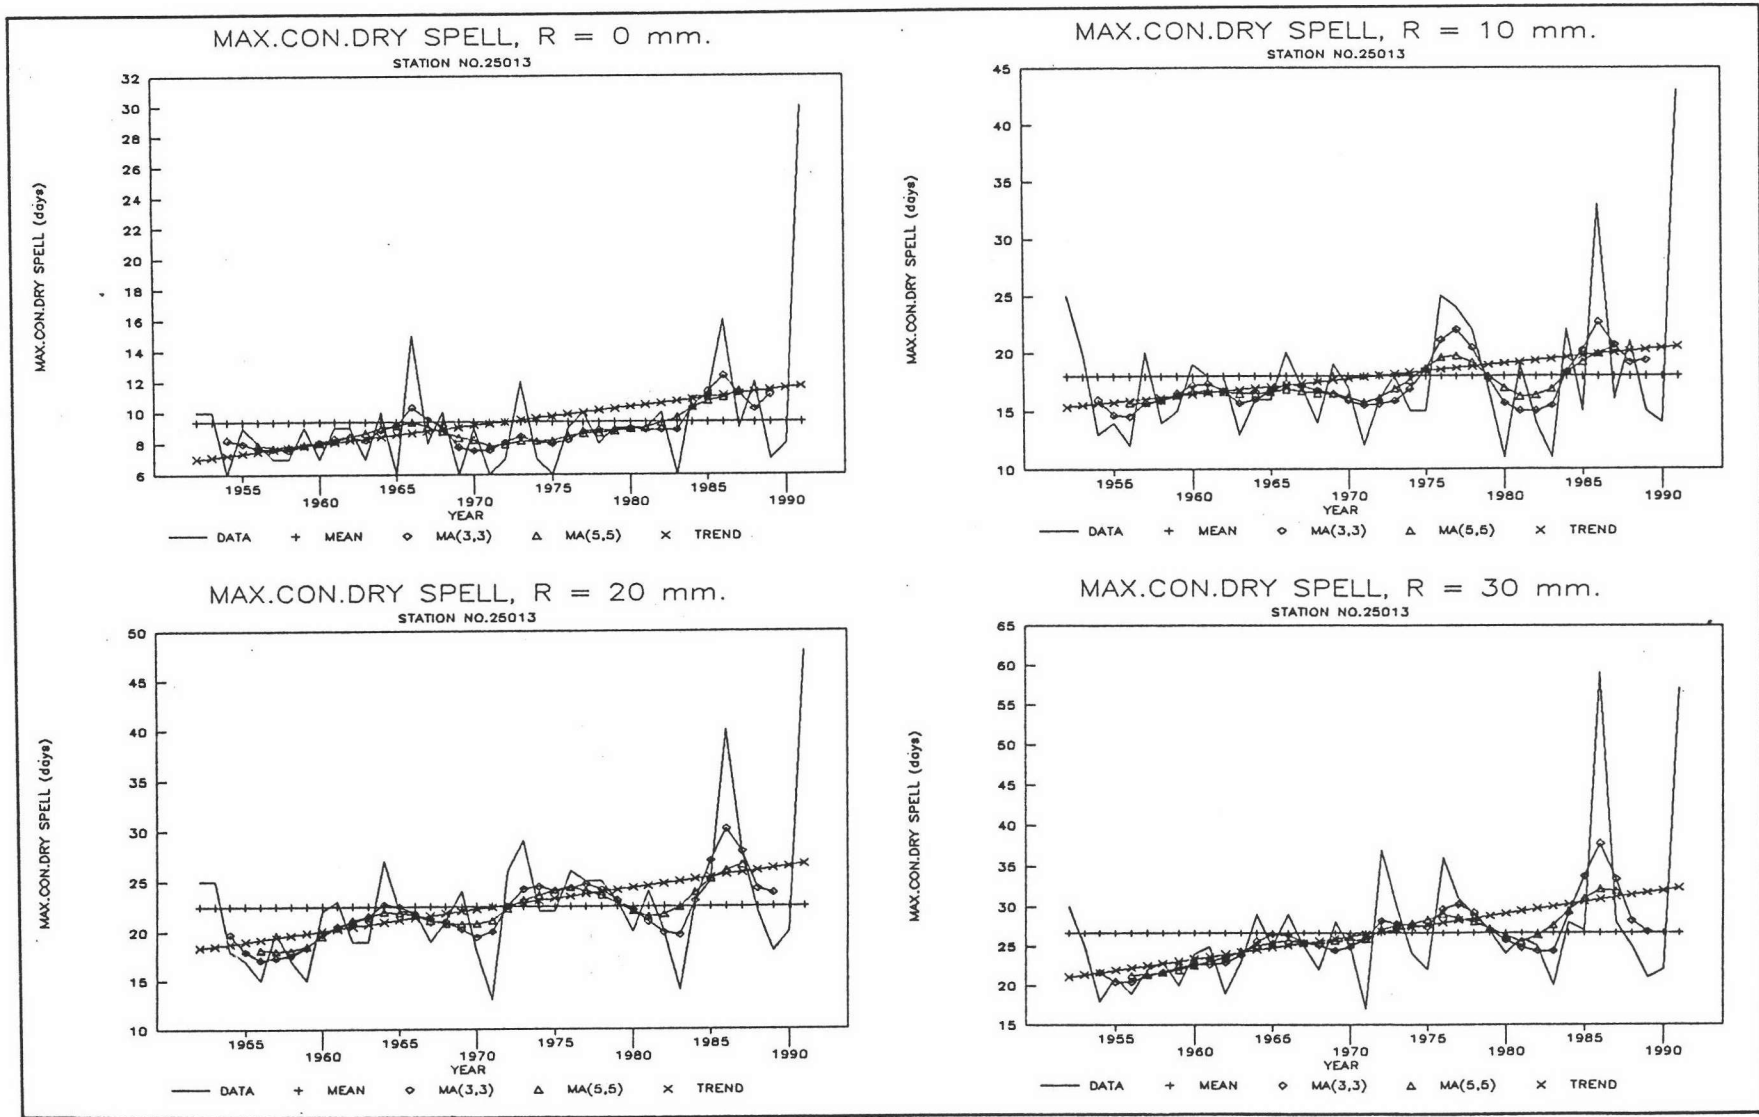 MAX.CON.DRY SPELL, R = 0 mm.
STATION NO.25013
32
30
28
26
24
22
20
18
16
14
12
10
8
6
MAX.CON.DRY SPELL (days)
1955 1960 1965 1970 1975 1980 1985 1990
YEAR
DATA MEAN MA(3,3) MA(5,5) TREND
MAX.CON.DRY SPELL, R = 10 mm.
STATION NO.25013
45
40
35
30
25
20
15
10
MAX.CON.DRY SPELL (days)
1955 1960 1965 1970 1975 1980 1985 1990
YEAR
DATA MEAN MA(3,3) MA(5,5) TREND
MAX.CON.DRY SPELL, R = 20 mm.
STATION NO.25013
50
45
40
35
30
25
20
15
10
MAX.CON.DRY SPELL (days)
1955 1960 1965 1970 1975 1980 1985 1990
YEAR
DATA MEAN MA(3,3) MA(5,5) TREND
MAX.CON.DRY SPELL, R = 30 mm.
STATION NO.25013
65
60
55
50
45
40
35
30
25
20
15
MAX.CON.DRY SPELL (days)
1955 1960 1965 1970 1975 1980 1985 1990
YEAR
DATA MEAN MA(3,3) MA(5,5) TREND